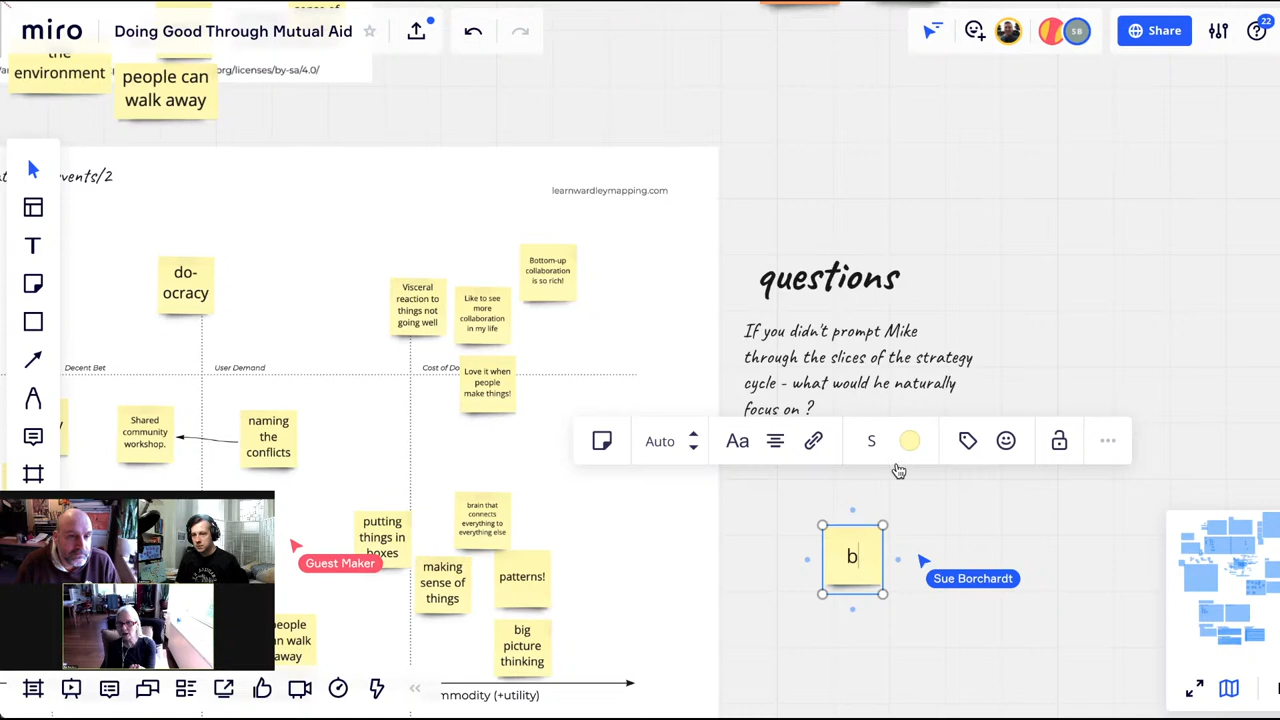 miro
Doing Good Through Mutual Aid
Share
22
SB
the
environment
org/licenses/by-sa/4.0/
people can
walk away
events/2
learnwardleymapping.com
do-
ocracy
Visceral
reaction to
things not
going well
Like to see
more
collaboration
in my life
Bottom-up
collaboration
is so rich!
questions
If you didn't prompt Mike
through the slices of the strategy
cycle - what would he naturally
focus on ?
Decent Bet
User Demand
Cost of Do
Love it when
people
make things!
Shared
community
workshop.
naming
the
conflicts
Auto
Aa
S
b
Sue Borchardt
Guest Maker
putting
things in
boxes
brain that
connects
everything to
everything else
making
sense of
things
patterns!
people
an walk
away
big
picture
thinking
mmodity (+utility)